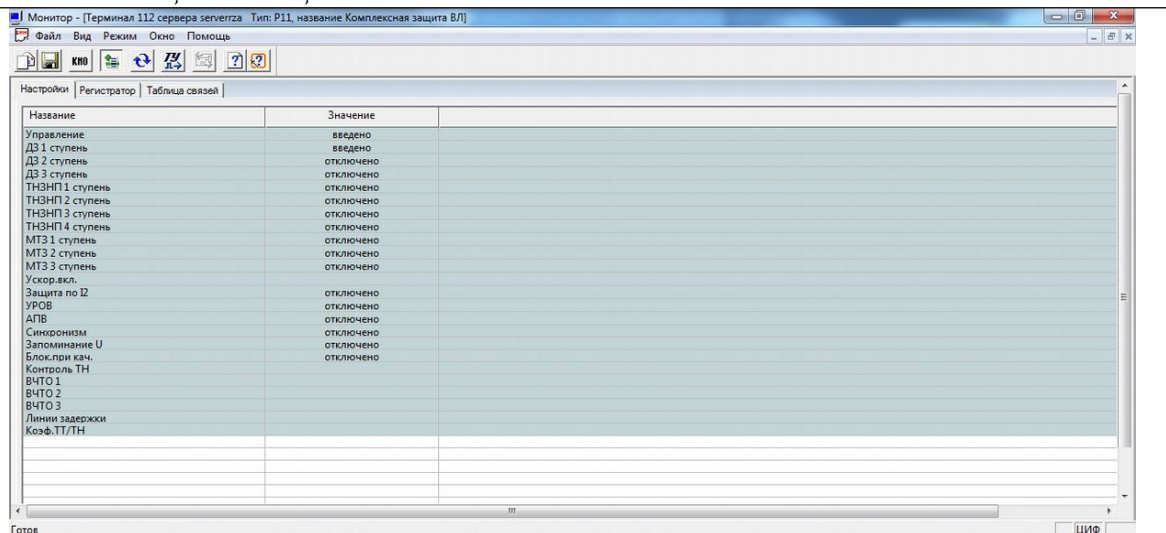 Монитор - [Терминал 112 сервера serverrza Тип: Р11, название Комплексная защита ВЛ]
Файл Вид Режим Окно Помощь
КНО ТУ
Настройки Регистратор Таблица связей
Название Значение
Управление введено
ДЗ 1 ступень введено
ДЗ 2 ступень отключено
ДЗ 3 ступень отключено
ТНЗНП 1 ступень отключено
ТНЗНП 2 ступень отключено
ТНЗНП 3 ступень отключено
ТНЗНП 4 ступень отключено
МТЗ 1 ступень отключено
МТЗ 2 ступень отключено
МТЗ 3 ступень отключено
Ускор.вкл.
Защита по I2 отключено
УРОВ отключено
АПВ отключено
Синхронизм отключено
Запоминание U отключено
Блок.при кач. отключено
Контроль ТН
ВЧТО 1
ВЧТО 2
ВЧТО 3
Линии задержки
Коэф.ТТ/ТН
Готов ЦИФ